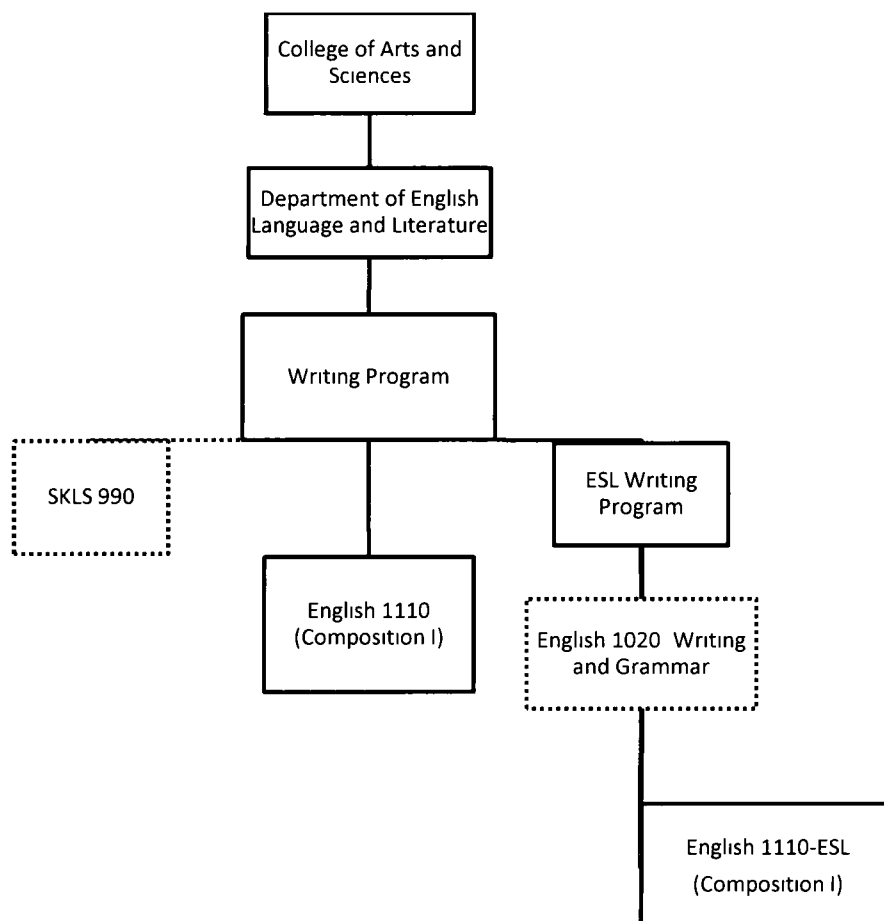 College of Arts and
Sciences
Department of English
Language and Literature
Writing Program
SKLS 990
ESL Writing
Program
English 1110
(Composition I)
English 1020 Writing
and Grammar
English 1110-ESL
(Composition I)